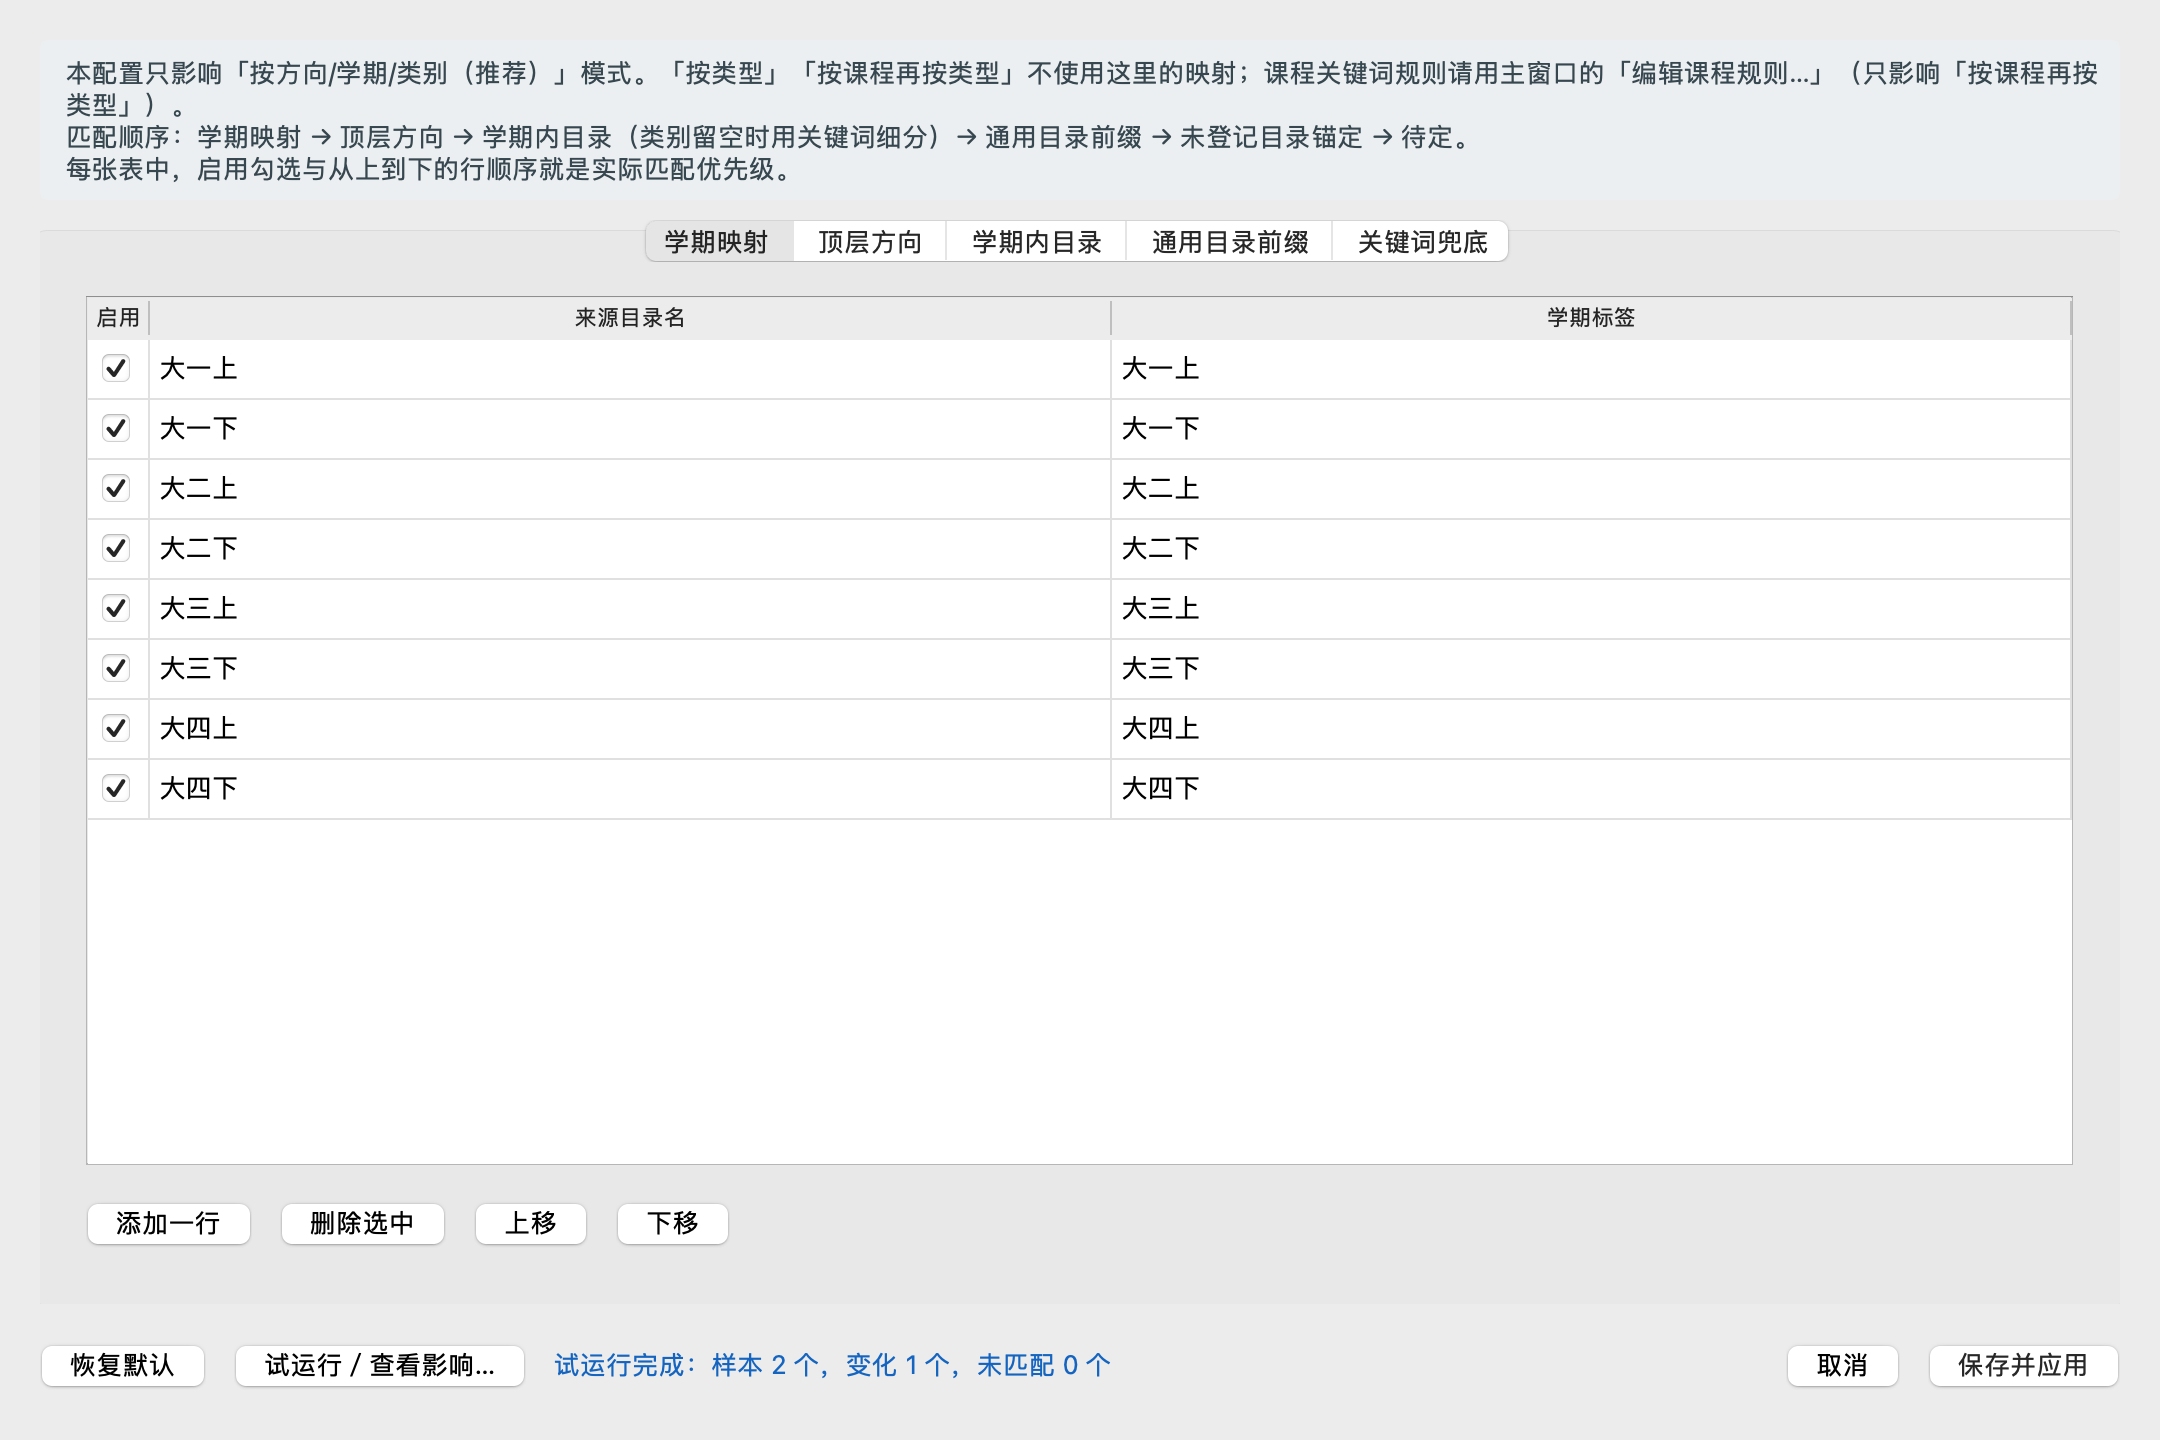 本配置只影响「按方向/学期/类别（推荐）」模式。「按类型」「按课程再按类型」不使用这里的映射；课程关键词规则请用主窗口的「编辑课程规则...」（只影响「按课程再按
类型」）。
匹配顺序：学期映射 → 顶层方向 → 学期内目录（类别留空时用关键词细分）→ 通用目录前缀 → 未登记目录锚定 → 待定。
每张表中，启用勾选与从上到下的行顺序就是实际匹配优先级。
学期映射 顶层方向 学期内目录 通用目录前缀 关键词兜底
启用 来源目录名 学期标签
大一上 大一上
大一下 大一下
大二上 大二上
大二下 大二下
大三上 大三上
大三下 大三下
大四上 大四上
大四下 大四下
添加一行 删除选中 上移 下移
恢复默认 试运行 / 查看影响... 试运行完成：样本 2 个，变化 1 个，未匹配 0 个 取消 保存并应用